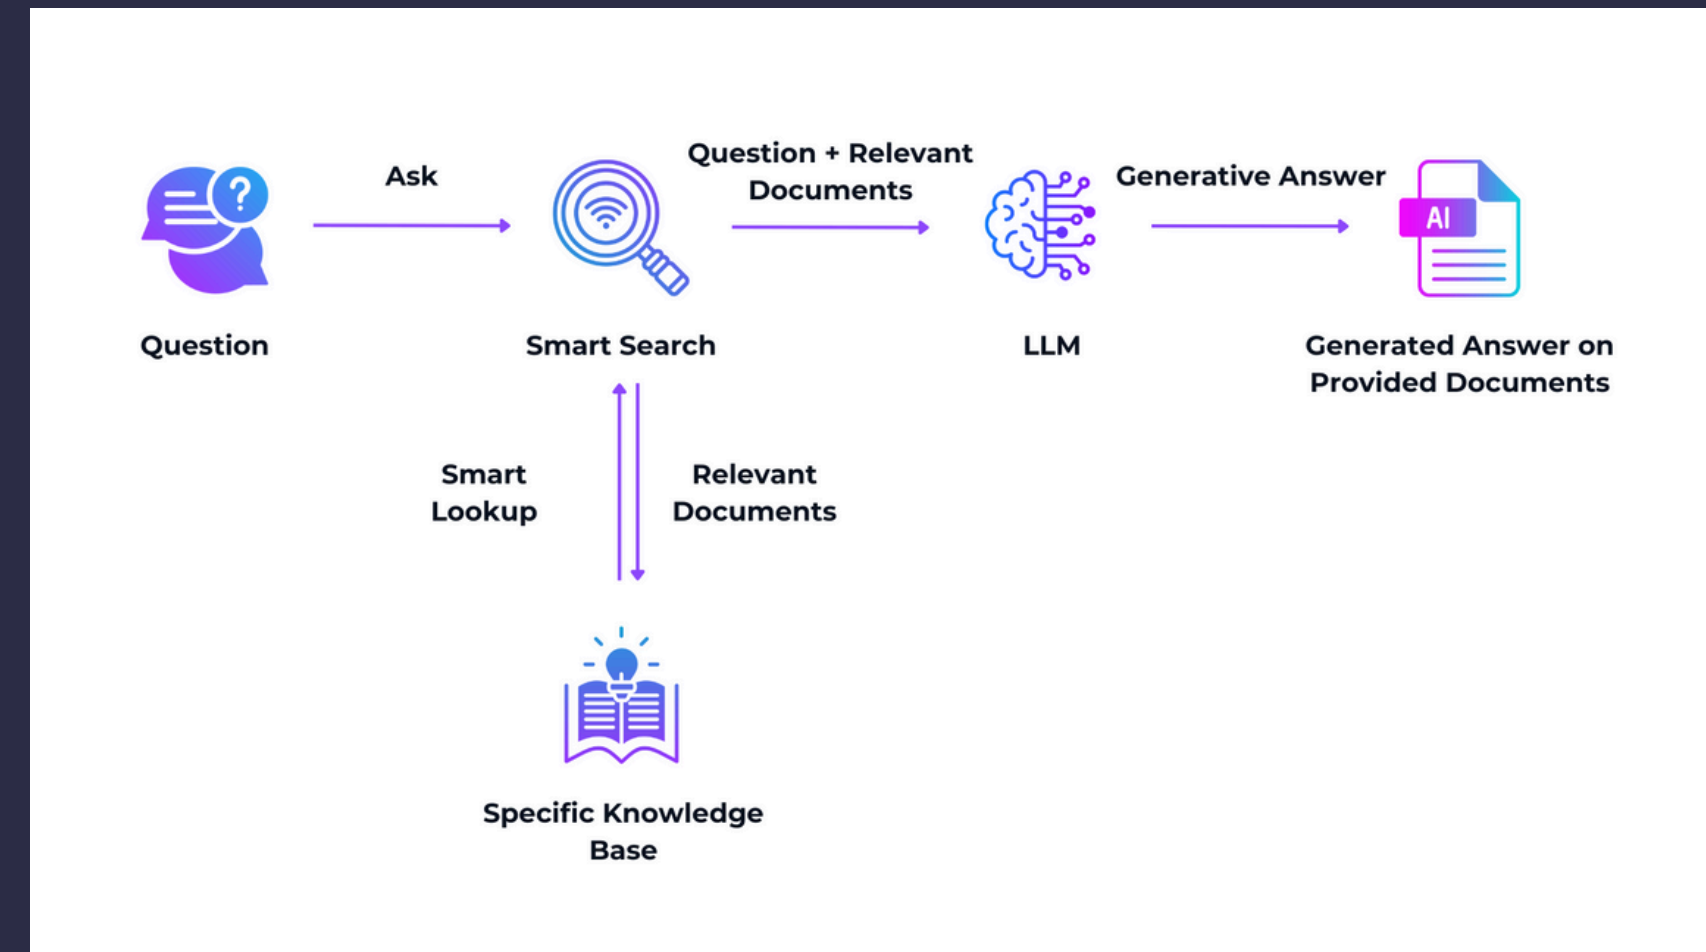 Ask
Question + Relevant
Documents
Generative Answer
?
AI
Question
Smart Search
LLM
Generated Answer on
Provided Documents
Smart
Lookup
Relevant
Documents
Specific Knowledge
Base